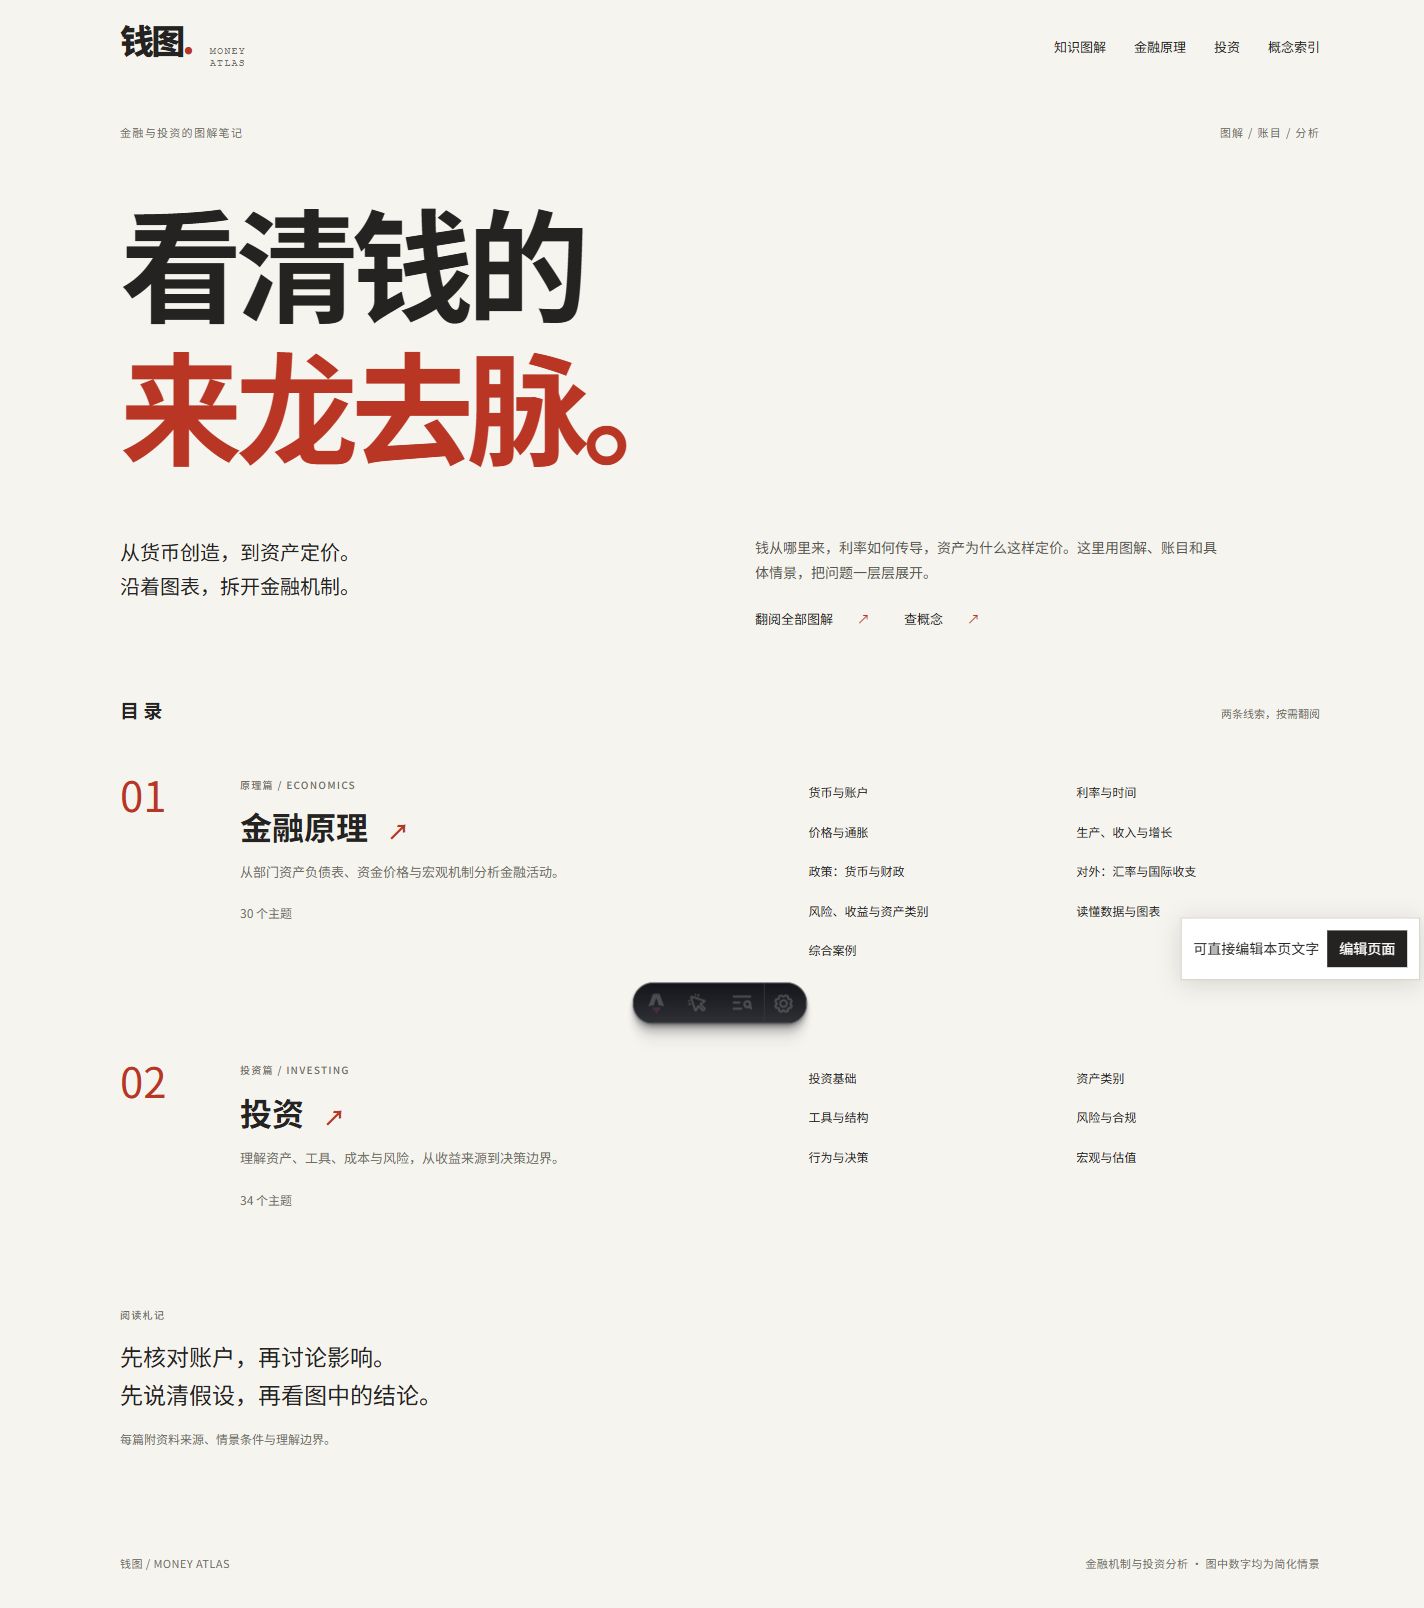 钱图.
MONEY
ATLAS
知识图解 金融原理 投资 概念索引
金融与投资的图解笔记
图解 / 账目 / 分析
看清钱的
来龙去脉。
从货币创造，到资产定价。
沿着图表，拆开金融机制。
钱从哪里来，利率如何传导，资产为什么这样定价。这里用图解、账目和具
体情景，把问题一层层展开。
翻阅全部图解 ↗ 查概念 ↗
目录
两条线索，按需翻阅
01
原理篇 / ECONOMICS
金融原理 ↗
从部门资产负债表、资金价格与宏观机制分析金融活动。
30 个主题
货币与账户 利率与时间
价格与通胀 生产、收入与增长
政策：货币与财政 对外：汇率与国际收支
风险、收益与资产类别 读懂数据与图表
综合案例
可直接编辑本页文字 编辑页面
02
投资篇 / INVESTING
投资 ↗
理解资产、工具、成本与风险，从收益来源到决策边界。
34 个主题
投资基础 资产类别
工具与结构 风险与合规
行为与决策 宏观与估值
阅读札记
先核对账户，再讨论影响。
先说清假设，再看图中的结论。
每篇附资料来源、情景条件与理解边界。
钱图 / MONEY ATLAS
金融机制与投资分析 · 图中数字均为简化情景